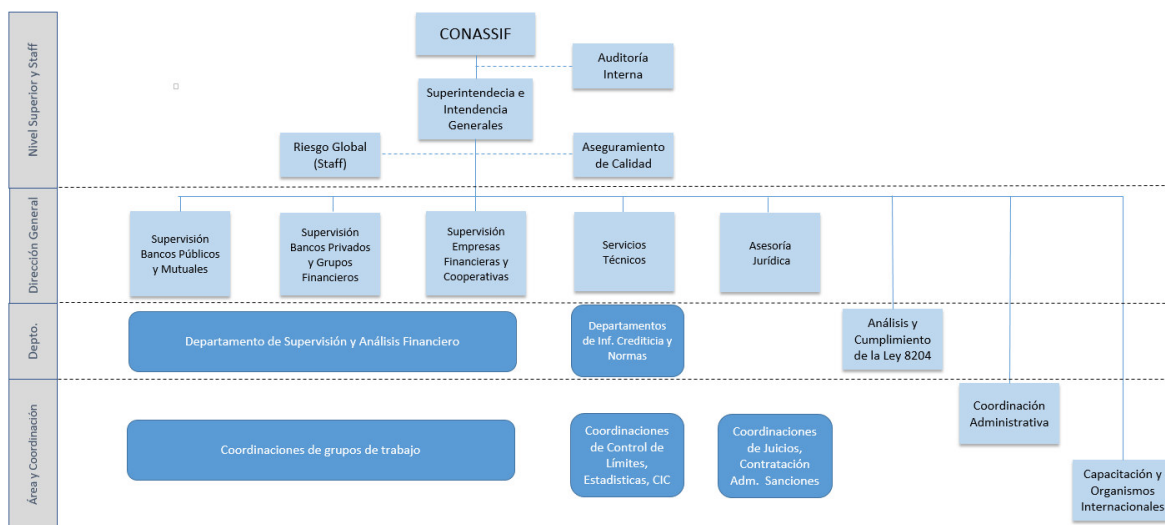 Nivel Superior y Staff
CONASSIF
Auditoría
Interna
Superintendecia e
Intendencia
Generales
Riesgo Global
(Staff)
Aseguramiento
de Calidad
Dirección General
Supervisión
Bancos Públicos
y Mutuales
Supervisión
Bancos Privados
y Grupos
Financieros
Supervisión
Empresas
Financieras y
Cooperativas
Servicios
Técnicos
Asesoría
Jurídica
Depto.
Departamento de Supervisión y Análisis Financiero
Departamentos
de Inf. Crediticia y
Normas
Análisis y
Cumplimiento
de la Ley 8204
Área y Coordinación
Coordinaciones de grupos de trabajo
Coordinaciones
de Control de
Límites,
Estadisticas, CIC
Coordinaciones
de Juicios,
Contratación
Adm. Sanciones
Coordinación
Administrativa
Capacitación y
Organismos
Internacionales